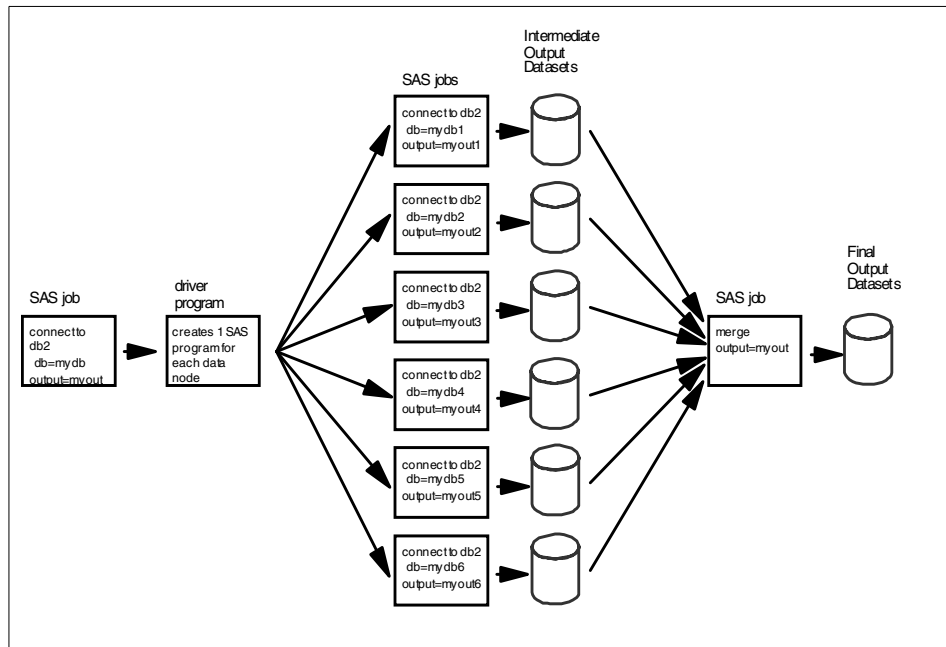 SAS job
connect to
db2
db=mydb
output=myout
driver
program
creates 1 SAS
program for
each data
node
SAS jobs
connect to db2
db=mydb1
output=myout1
connect to db2
db=mydb2
output=myout2
connect to db2
db=mydb3
output=myout3
connect to db2
db=mydb4
output=myout4
connect to db2
db=mydb5
output=myout5
connect to db2
db=mydb6
output=myout6
Intermediate
Output
Datasets
SAS job
merge
output=myout
Final
Output
Datasets